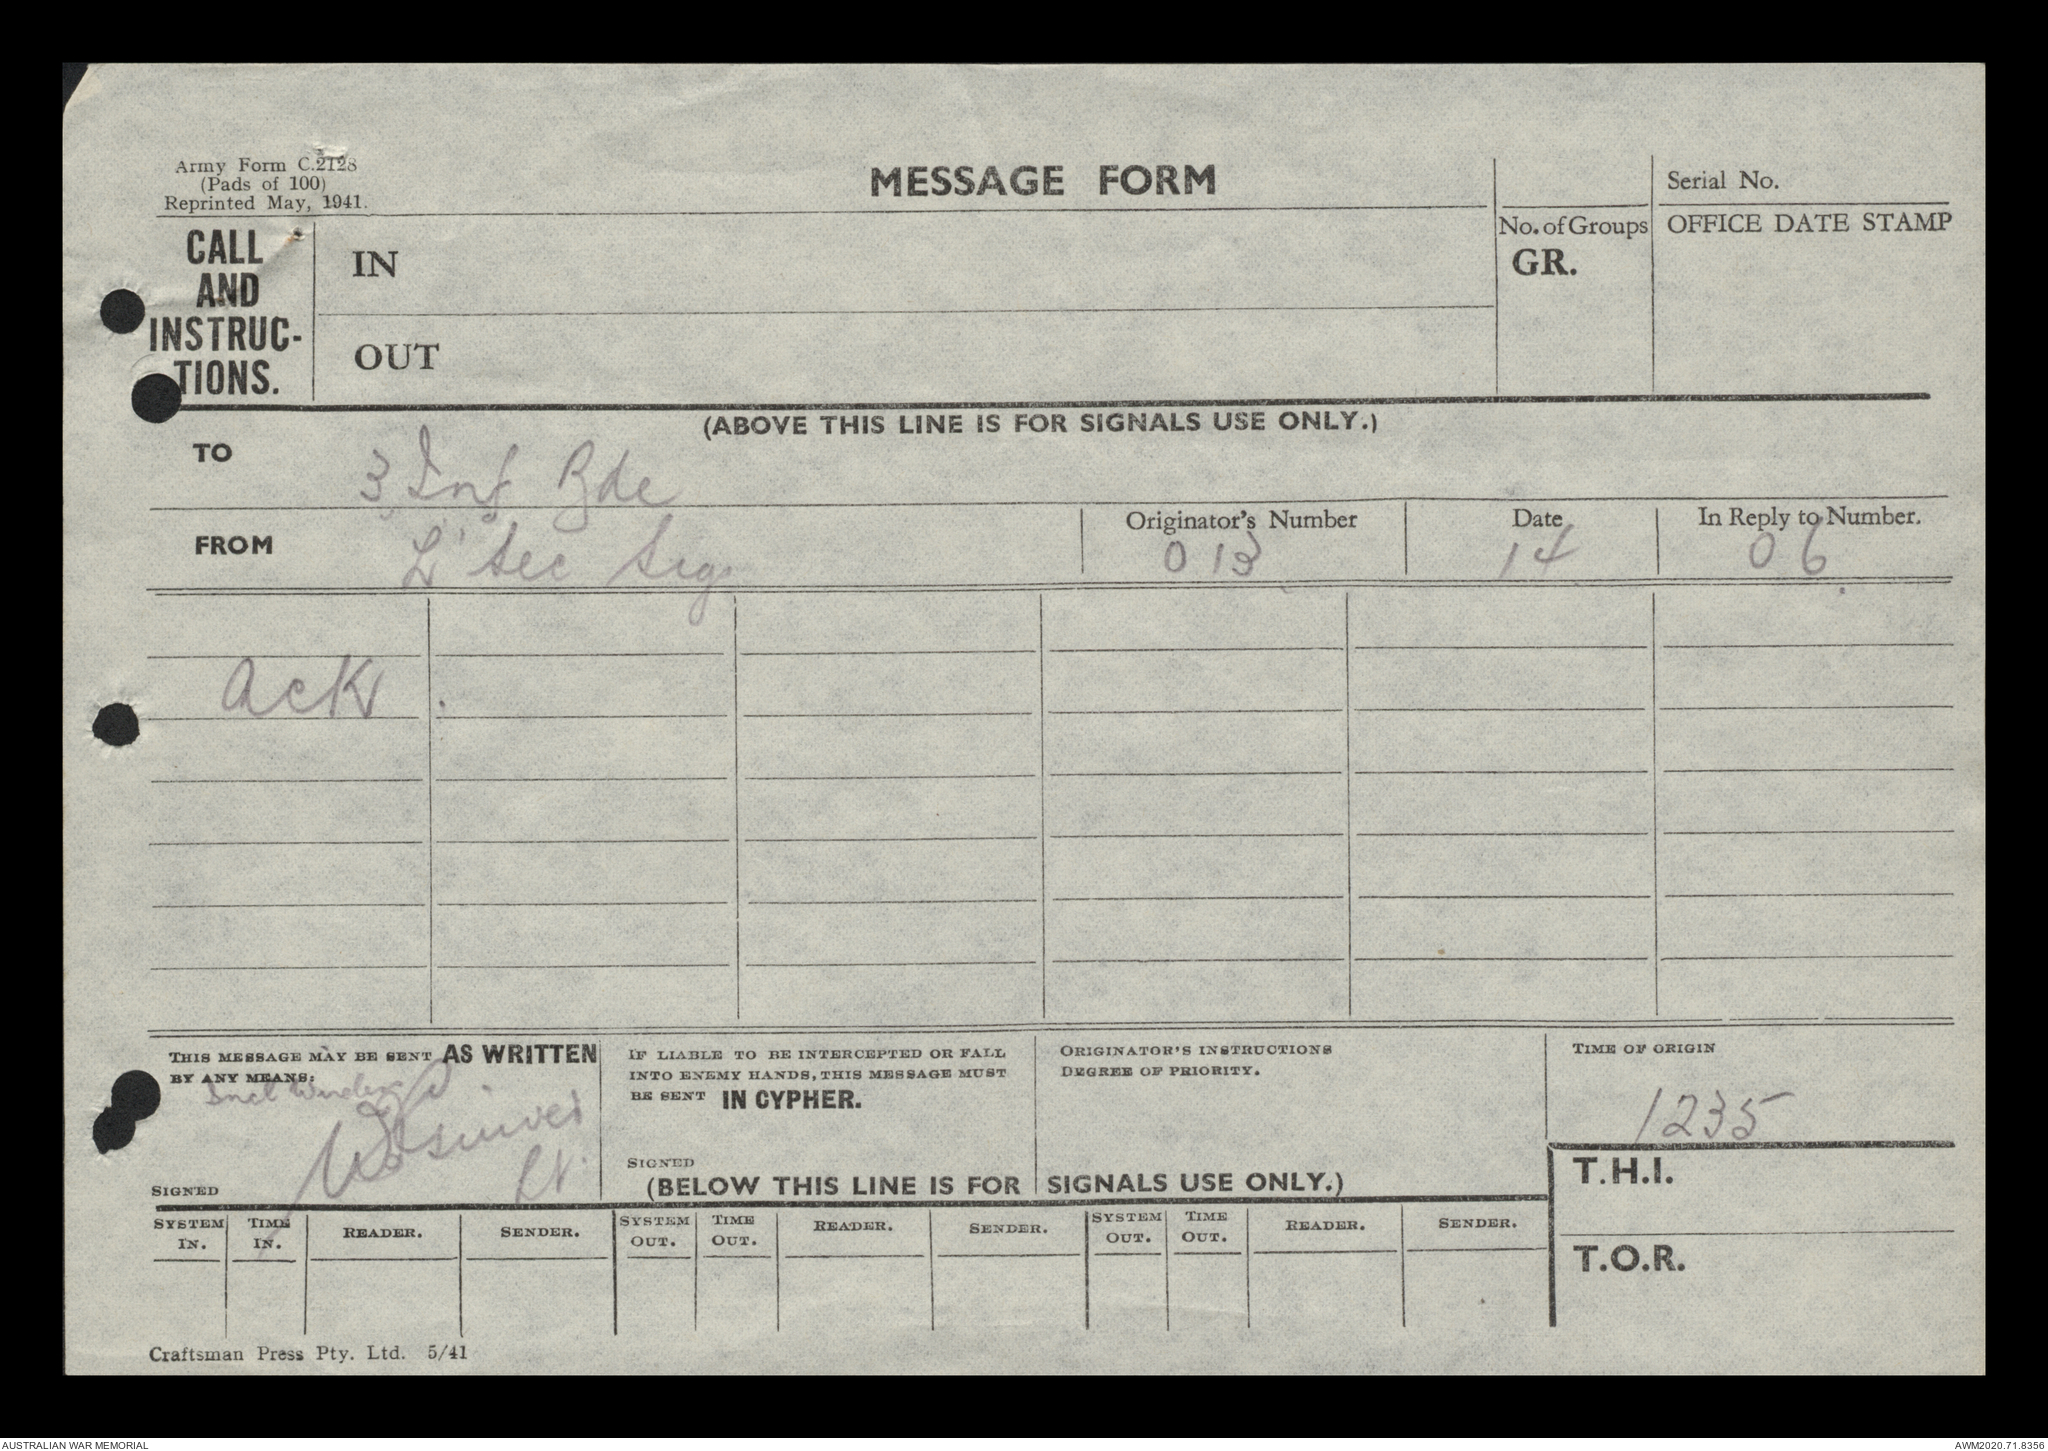 Army Form C.2128
(Pads of 100)
Reprinted May, 1941.
MESSAGE FORM
Serial No.
CALL
AND
INSTRUC-
TIONS.
IN
OUT
No. of Groups
GR.
OFFICE DATE STAMP
(ABOVE THIS LINE IS FOR SIGNALS USE ONLY.)
TO
3 Inf Bde
FROM
L' Sec Sig
Originator's Number
013
Date
14
In Reply to Number.
06
ack
THIS MESSAGE MAY BE SENT AS WRITTEN
BY ANY MEANS:
Incl
Lt.
SIGNED
IF LIABLE TO BE INTERCEPTED OR FALL
INTO ENEMY HANDS, THIS MESSAGE MUST
BE SENT IN CYPHER.
SIGNED
ORIGINATOR'S INSTRUCTIONS
DEGREE OF PRIORITY.
TIME OF ORIGIN
1235
(BELOW THIS LINE IS FOR SIGNALS USE ONLY.)
T.H.I.
T.O.R.
SYSTEM IN.
TIME IN.
READER.
SENDER.
SYSTEM OUT.
TIME OUT.
READER.
SENDER.
SYSTEM OUT.
TIME OUT.
READER.
SENDER.
Craftsman Press Pty. Ltd. 5/41
AUSTRALIAN WAR MEMORIAL
AWM2020.71.8356